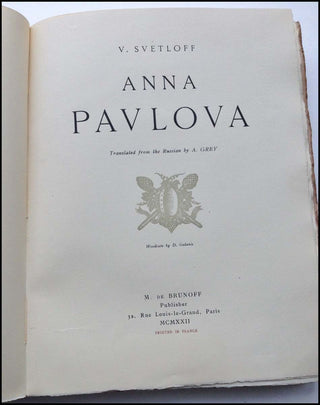 V. SVETLOFF
ANNA
PAVLOVA
Translated from the Russian by A. GREY
Woodcuts by D. Galanis
M. DE BRUNOFF
Publisher
32, Rue Louis-le-Grand, Paris
MCMXXII
PRINTED IN FRANCE